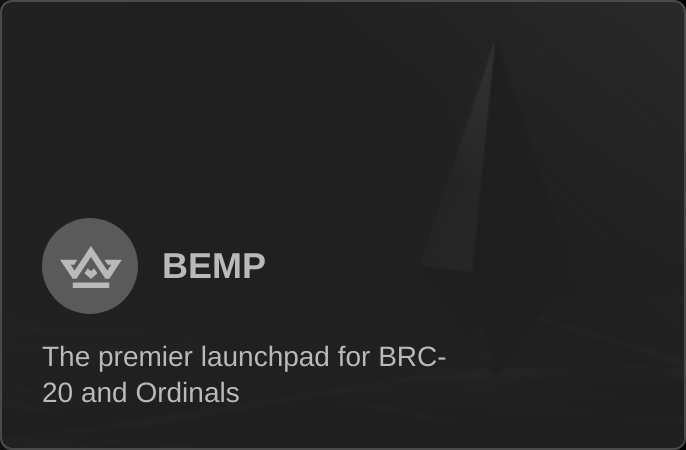 BEMP
The premier launchpad for BRC-
20 and Ordinals